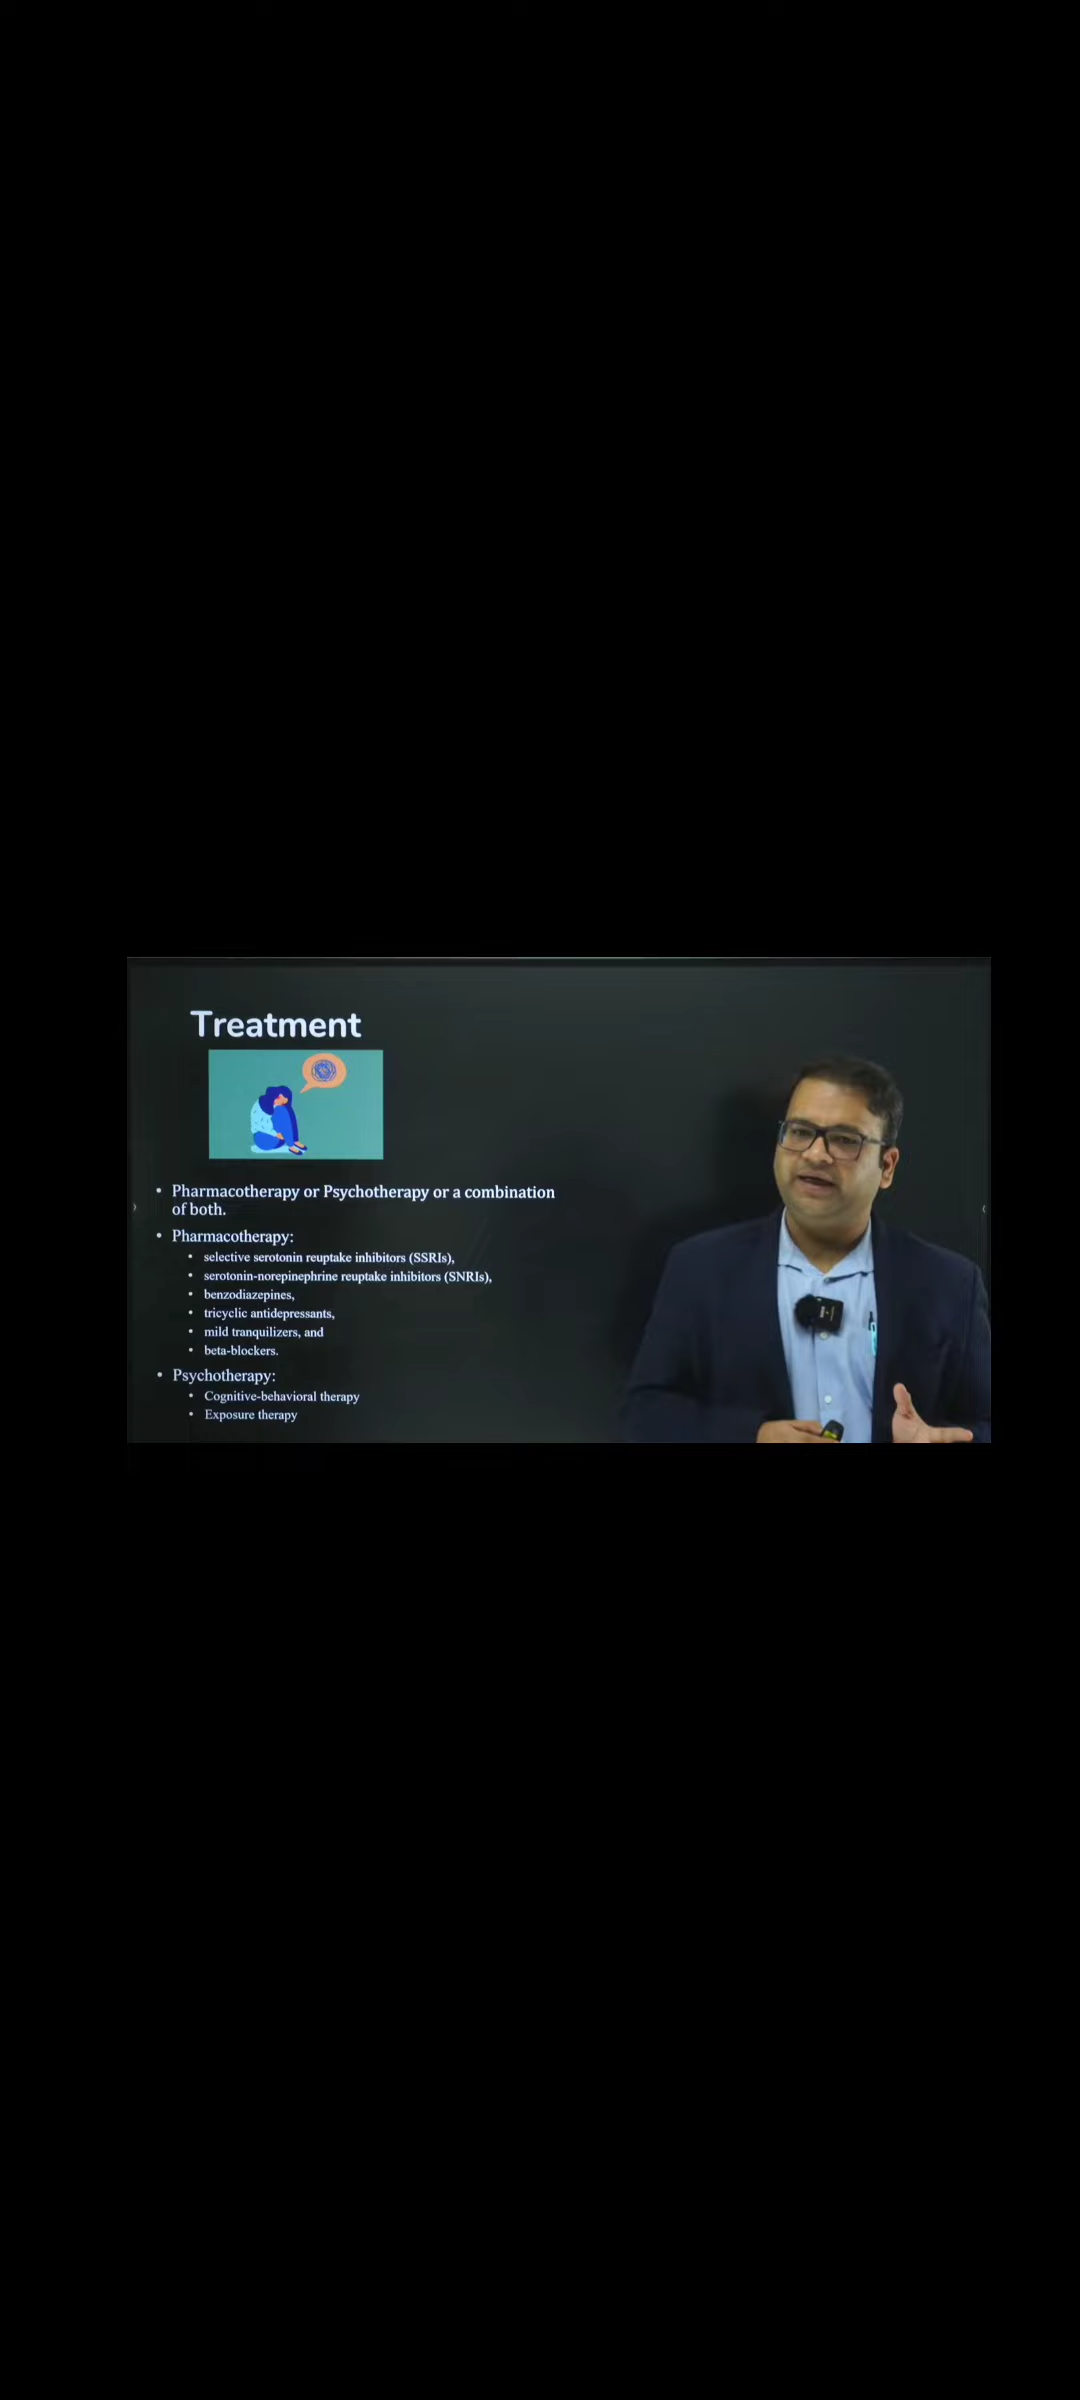 Treatment
• Pharmacotherapy or Psychotherapy or a combination
of both.
• Pharmacotherapy:
• selective serotonin reuptake inhibitors (SSRIs),
• serotonin-norepinephrine reuptake inhibitors (SNRIs),
• benzodiazepines,
• tricyclic antidepressants,
• mild tranquilizers, and
• beta-blockers.
• Psychotherapy:
• Cognitive-behavioral therapy
• Exposure therapy